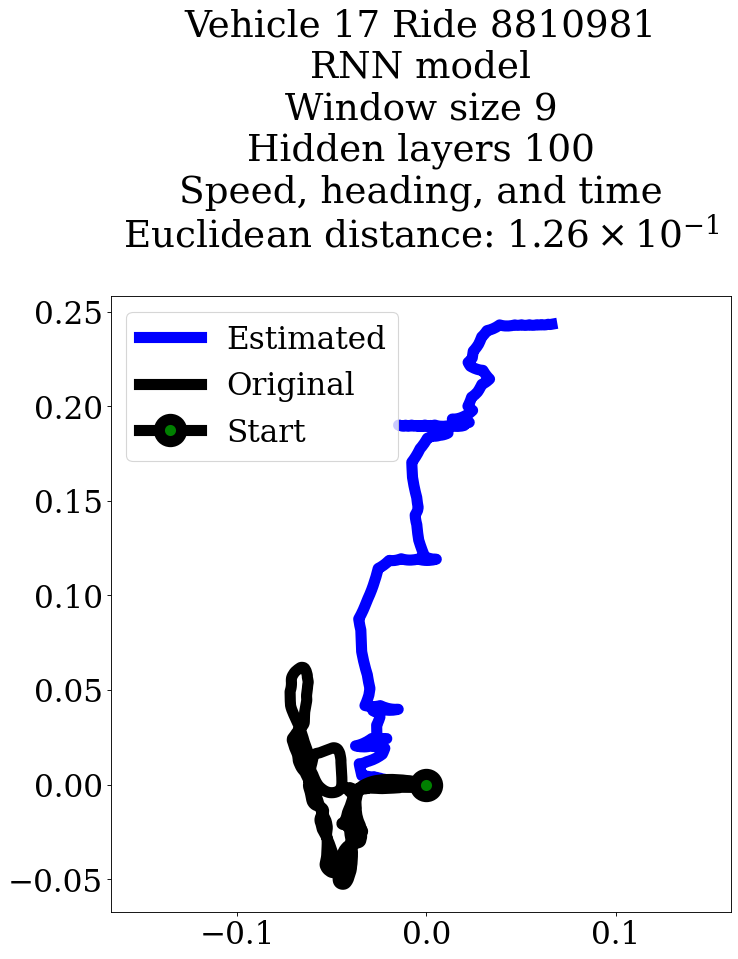 Vehicle 17 Ride 8810981
RNN model
Window size 9
Hidden layers 100
Speed, heading, and time
Euclidean distance: 1.26 × 10⁻¹
Estimated
Original
Start
0.25
0.20
0.15
0.10
0.05
0.00
−0.05
−0.1
0.0
0.1